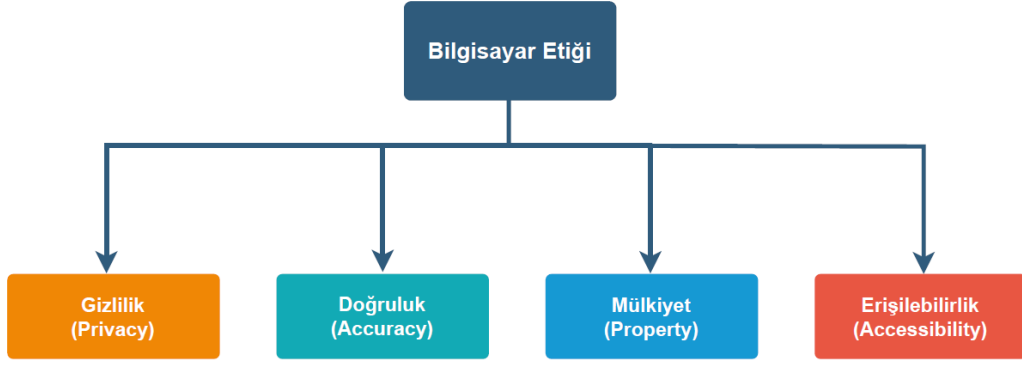 Bilgisayar Etiği
Gizlilik
(Privacy)
Doğruluk
(Accuracy)
Mülkiyet
(Property)
Erişilebilirlik
(Accessibility)